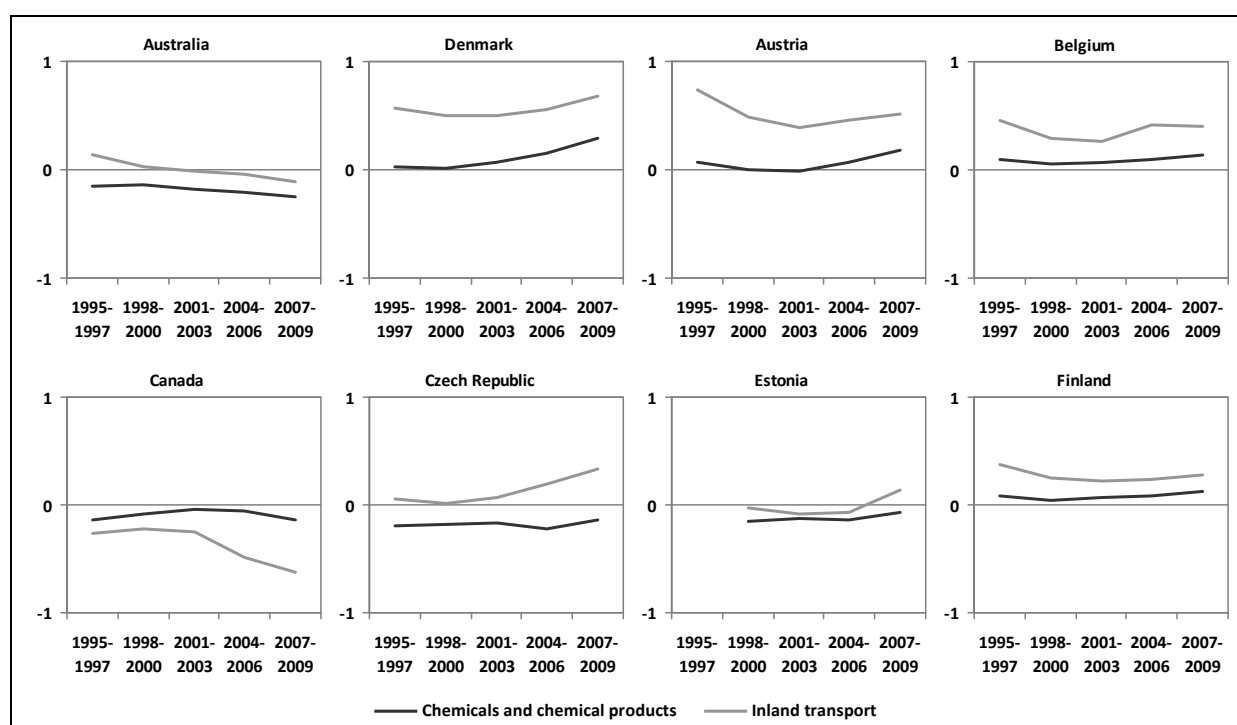 Australia Denmark Austria Belgium
1 1 1 1
0 0 0 0
-1 -1 -1 -1
1995- 1998- 2001- 2004- 2007- 1995- 1998- 2001- 2004- 2007- 1995- 1998- 2001- 2004- 2007- 1995- 1998- 2001- 2004- 2007-
1997 2000 2003 2006 2009 1997 2000 2003 2006 2009 1997 2000 2003 2006 2009 1997 2000 2003 2006 2009
Canada Czech Republic Estonia Finland
1 1 1 1
0 0 0 0
-1 -1 -1 -1
1995- 1998- 2001- 2004- 2007- 1995- 1998- 2001- 2004- 2007- 1995- 1998- 2001- 2004- 2007- 1995- 1998- 2001- 2004- 2007-
1997 2000 2003 2006 2009 1997 2000 2003 2006 2009 1997 2000 2003 2006 2009 1997 2000 2003 2006 2009
Chemicals and chemical products Inland transport